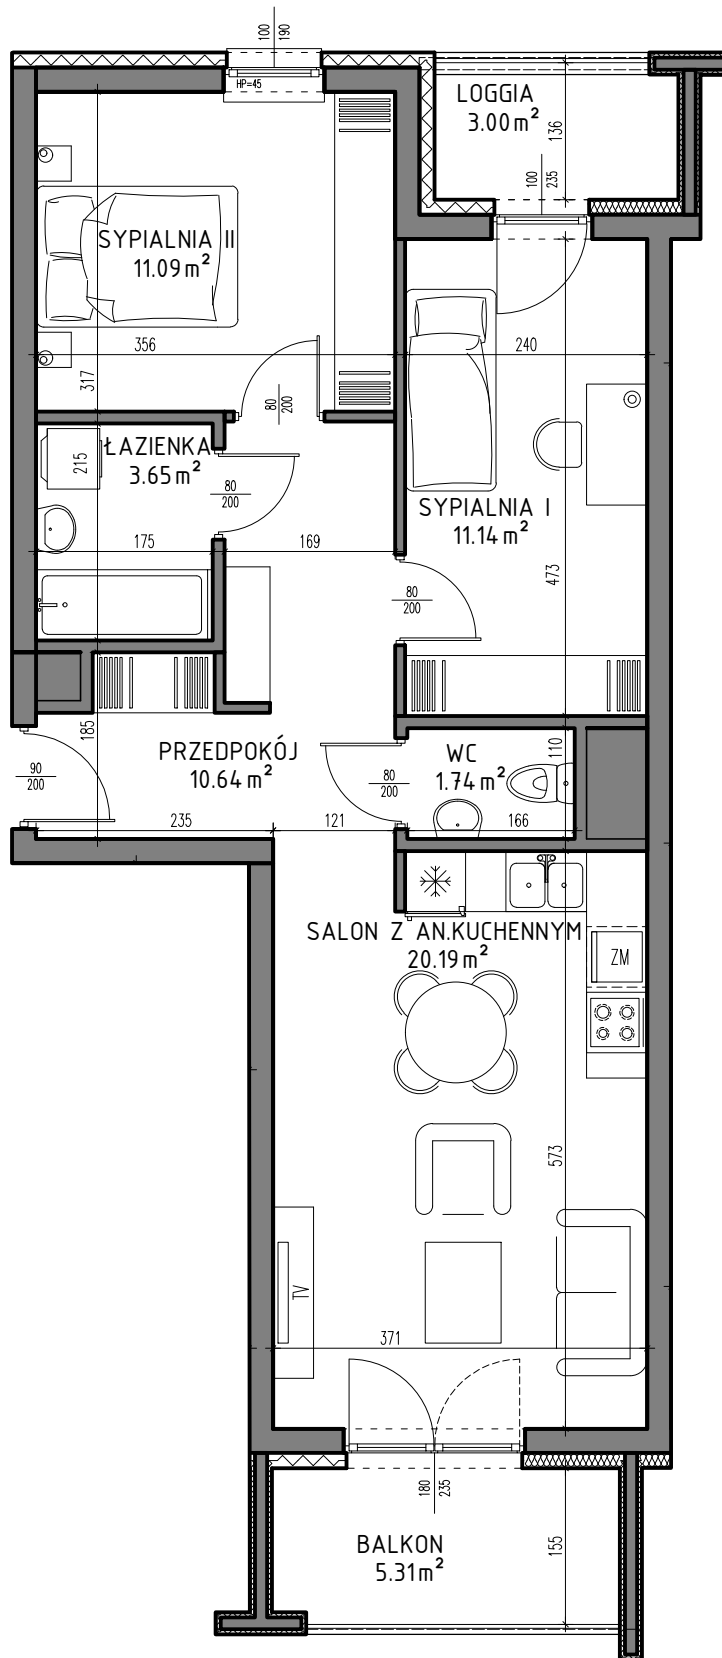 100
190
HP=45
LOGGIA
3.00 m²
136
100
235
SYPIALNIA II
11.09 m²
356
240
317
80
200
ŁAZIENKA
3.65 m²
215
80
200
SYPIALNIA I
11.14 m²
175
169
473
80
200
185
PRZEDPOKÓJ
10.64 m²
WC
1.74 m²
110
90
200
80
200
235
121
166
SALON Z AN.KUCHENNYM
20.19 m²
ZM
573
TV
371
180
235
BALKON
5.31 m²
155